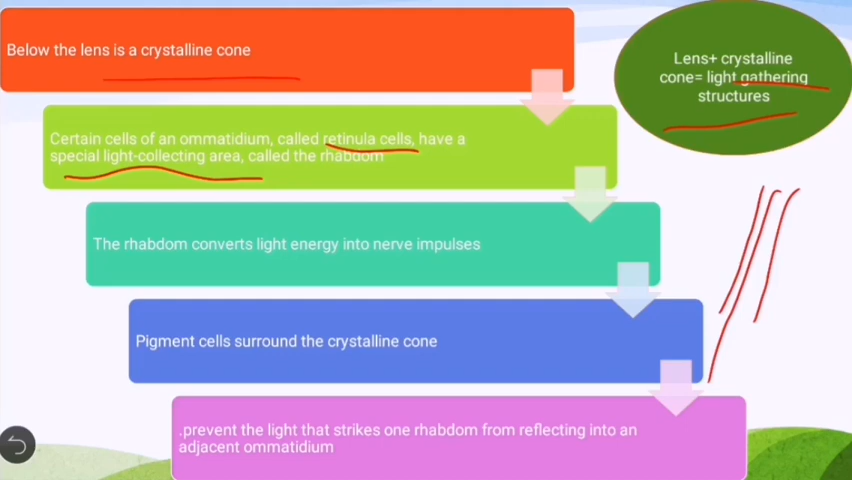 Below the lens is a crystalline cone
Lens+ crystalline
cone= light gathering
structures
Certain cells of an ommatidium, called retinula cells, have a
special light-collecting area, called the rhabdom
The rhabdom converts light energy into nerve impulses
Pigment cells surround the crystalline cone
.prevent the light that strikes one rhabdom from reflecting into an
adjacent ommatidium